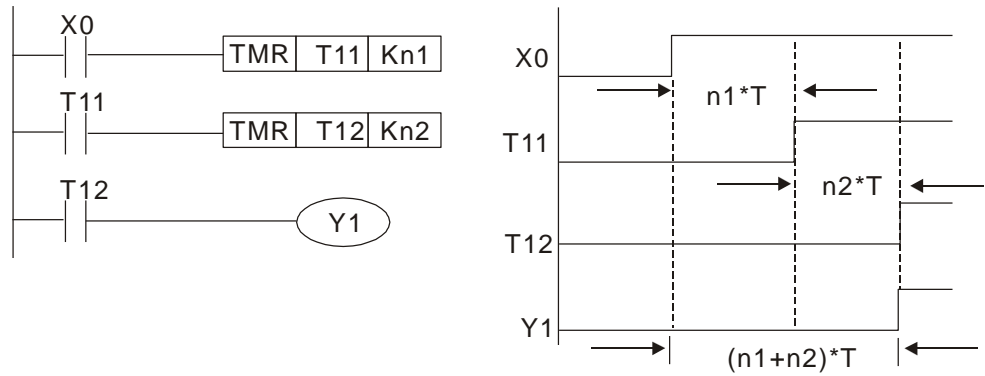 X0
TMR T11 Kn1
T11
TMR T12 Kn2
T12
Y1
X0
n1*T
T11
n2*T
T12
Y1
(n1+n2)*T